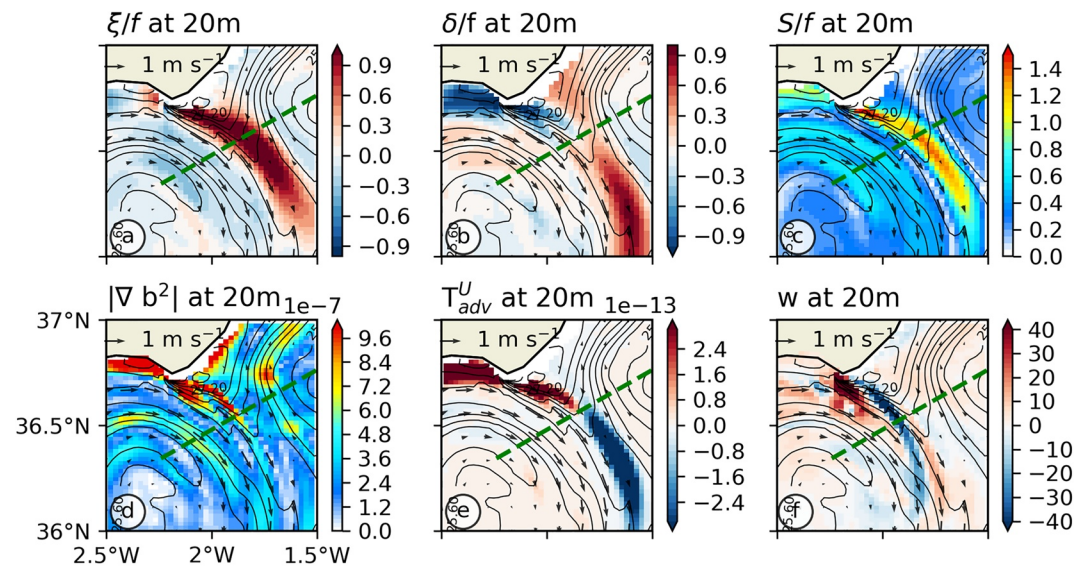 ξ/f at 20m
δ/f at 20m
S/f at 20m
1 m s⁻¹
1 m s⁻¹
1 m s⁻¹
0.9
0.6
0.3
0.0
−0.3
−0.6
−0.9
0.9
0.6
0.3
0.0
−0.3
−0.6
−0.9
1.4
1.2
1.0
0.8
0.6
0.4
0.2
0.0
a
b
c
|∇ b²| at 20m
1e−7
T_adv^U at 20m
1e−13
w at 20m
37°N
36.5°N
36°N
1 m s⁻¹
1 m s⁻¹
1 m s⁻¹
9.6
8.4
7.2
6.0
4.8
3.6
2.4
1.2
0.0
2.4
1.6
0.8
0.0
−0.8
−1.6
−2.4
40
30
20
10
0.0
−10
−20
−30
−40
d
e
f
2.5°W
2°W
1.5°W